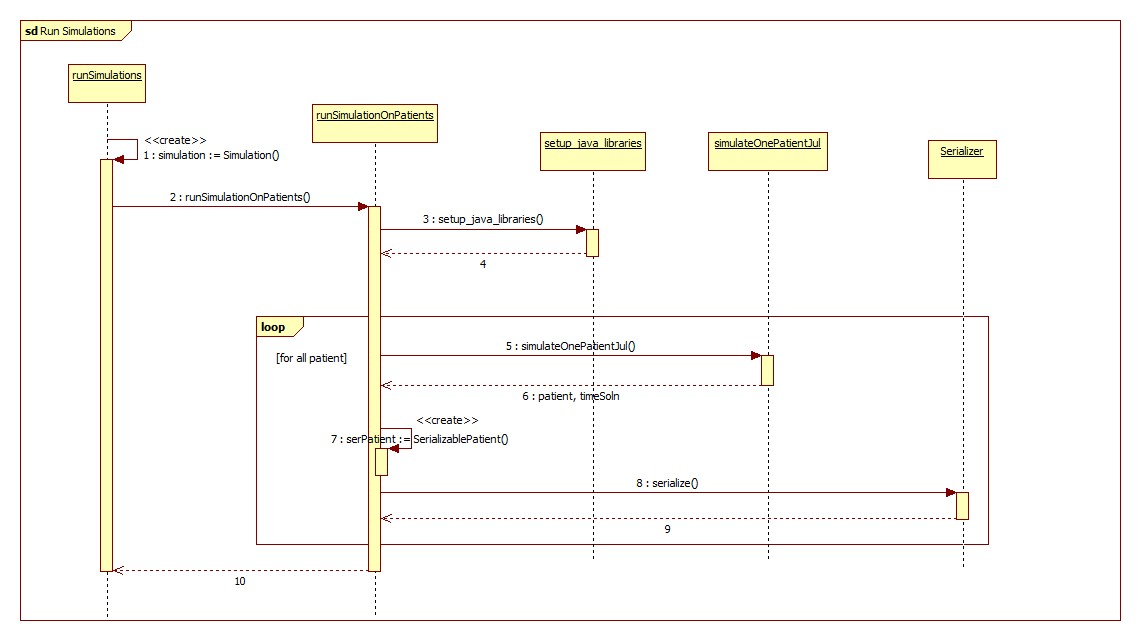 sd Run Simulations
runSimulations
runSimulationOnPatients
setup_java_libraries
simulateOnePatientJul
Serializer
<<create>>
1 : simulation := Simulation()
2 : runSimulationOnPatients()
3 : setup_java_libraries()
4
loop
[for all patient]
5 : simulateOnePatientJul()
6 : patient, timeSoln
<<create>>
7 : serPatient := SerializablePatient()
8 : serialize()
9
10